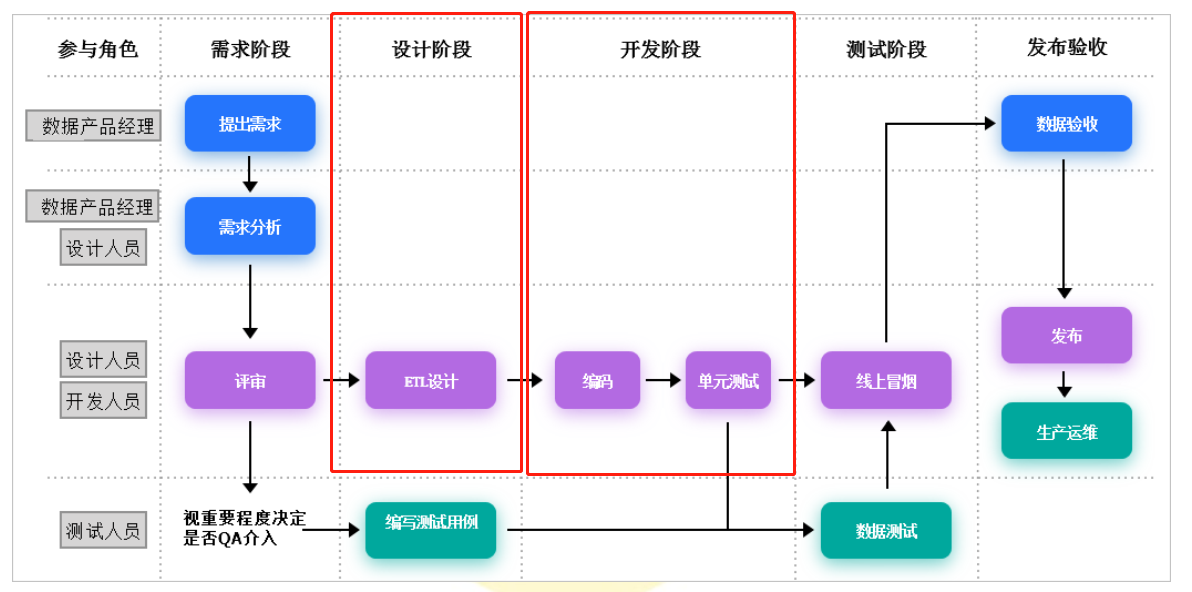 参与角色
需求阶段
设计阶段
开发阶段
测试阶段
发布验收
数据产品经理
提出需求
数据验收
数据产品经理
设计人员
需求分析
设计人员
开发人员
评审
ETL设计
编码
单元测试
线上冒烟
发布
生产运维
测试人员
视重要程度决定
是否QA介入
编写测试用例
数据测试